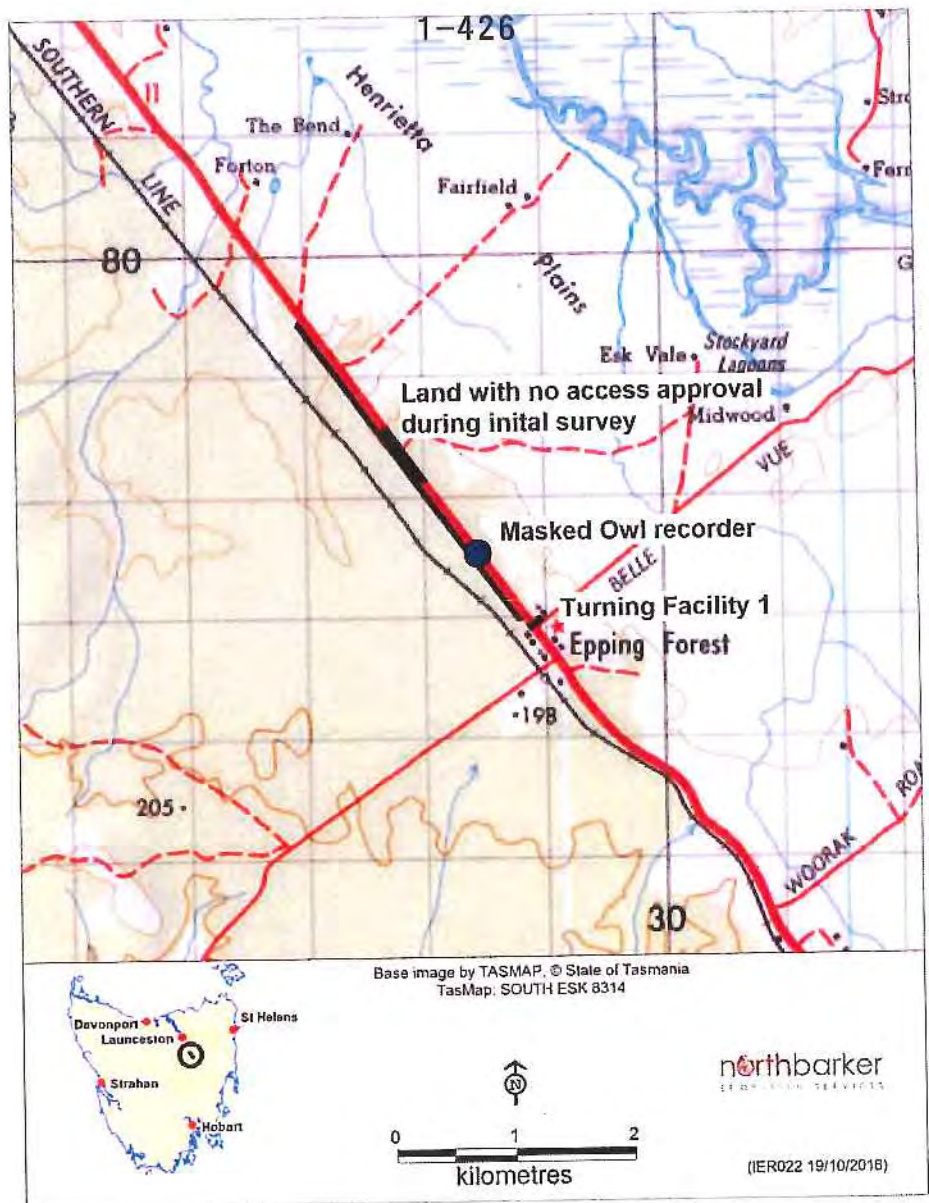 1-426
SOUTHERN
LINE
Henrietta
The Bend
Forton
Fairfield
Plains
80
G
Esk Vale
Stockyard
Lagoons
Midwood
Land with no access approval
during inital survey
VUE
BELLE
Masked Owl recorder
Turning Facility 1
Epping Forest
198
205
WOORAK
30
Devonport
Launceston
St Helens
Strahan
Hobart
Base image by TASMAP, © State of Tasmania
TasMap: SOUTH ESK 8314
N
0 1 2
kilometres
northbarker
(IER022 19/10/2018)